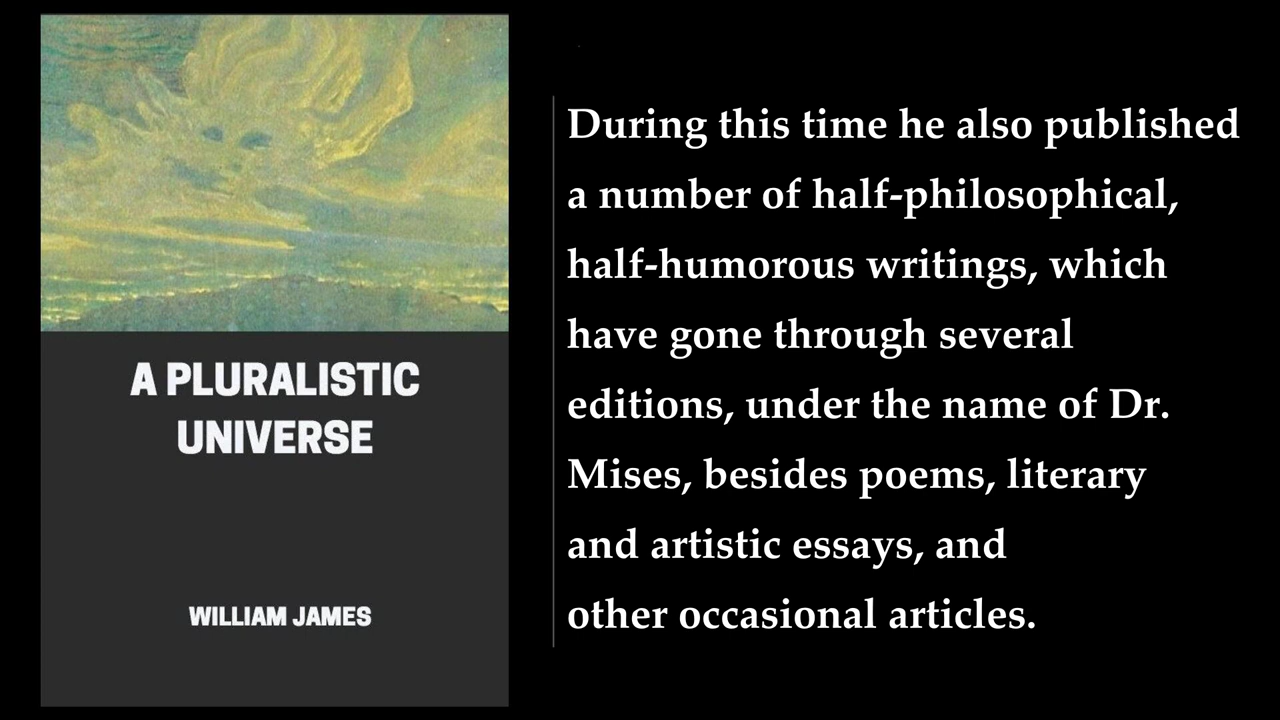 A PLURALISTIC
UNIVERSE
WILLIAM JAMES
During this time he also published
a number of half-philosophical,
half-humorous writings, which
have gone through several
editions, under the name of Dr.
Mises, besides poems, literary
and artistic essays, and
other occasional articles.